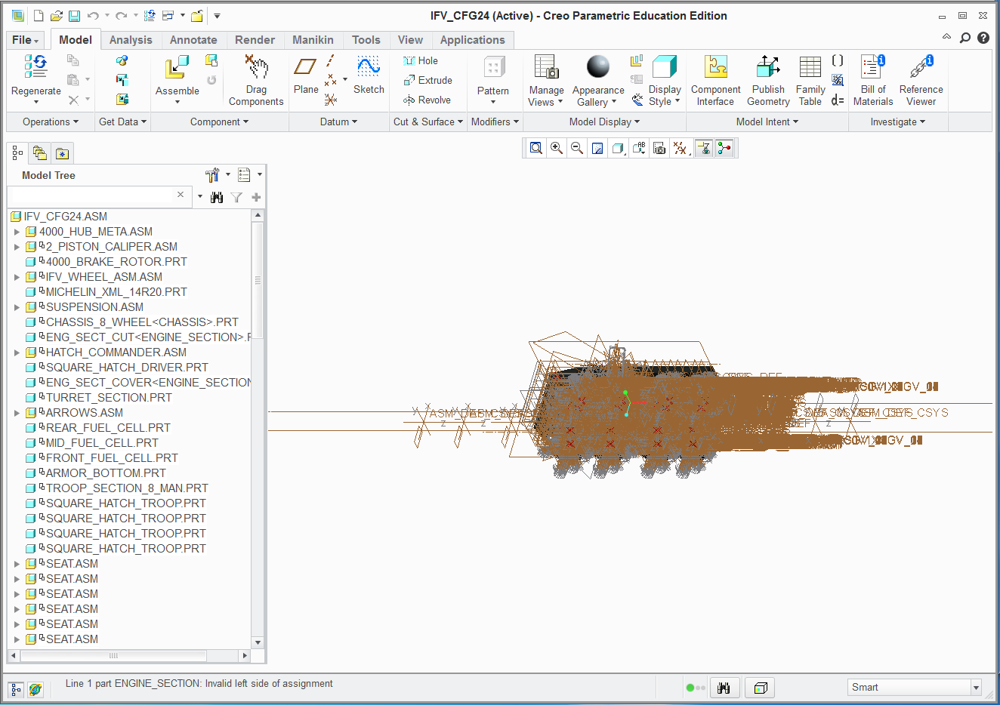 IFV_CFG24 (Active) - Creo Parametric Education Edition
File Model Analysis Annotate Render Manikin Tools View Applications
Regenerate
Assemble
Drag Components
Plane
Sketch
Hole
Extrude
Revolve
Pattern
Manage Views
Appearance Gallery
Display Style
Component Interface
Publish Geometry
Family Table
d=
Bill of Materials
Reference Viewer
Operations Get Data Component Datum Cut & Surface Modifiers Model Display Model Intent Investigate
Model Tree
IFV_CFG24.ASM
4000_HUB_META.ASM
2_PISTON_CALIPER.ASM
4000_BRAKE_ROTOR.PRT
IFV_WHEEL_ASM.ASM
MICHELIN_XML_14R20.PRT
SUSPENSION.ASM
CHASSIS_8_WHEEL<CHASSIS>.PRT
ENG_SECT_CUT<ENGINE_SECTION>.F
HATCH_COMMANDER.ASM
SQUARE_HATCH_DRIVER.PRT
ENG_SECT_COVER<ENGINE_SECTION
TURRET_SECTION.PRT
ARROWS.ASM
REAR_FUEL_CELL.PRT
MID_FUEL_CELL.PRT
FRONT_FUEL_CELL.PRT
ARMOR_BOTTOM.PRT
TROOP_SECTION_8_MAN.PRT
SQUARE_HATCH_TROOP.PRT
SQUARE_HATCH_TROOP.PRT
SQUARE_HATCH_TROOP.PRT
SQUARE_HATCH_TROOP.PRT
SEAT.ASM
SEAT.ASM
SEAT.ASM
SEAT.ASM
SEAT.ASM
SEAT.ASM
Line 1 part ENGINE_SECTION: Invalid left side of assignment
Smart